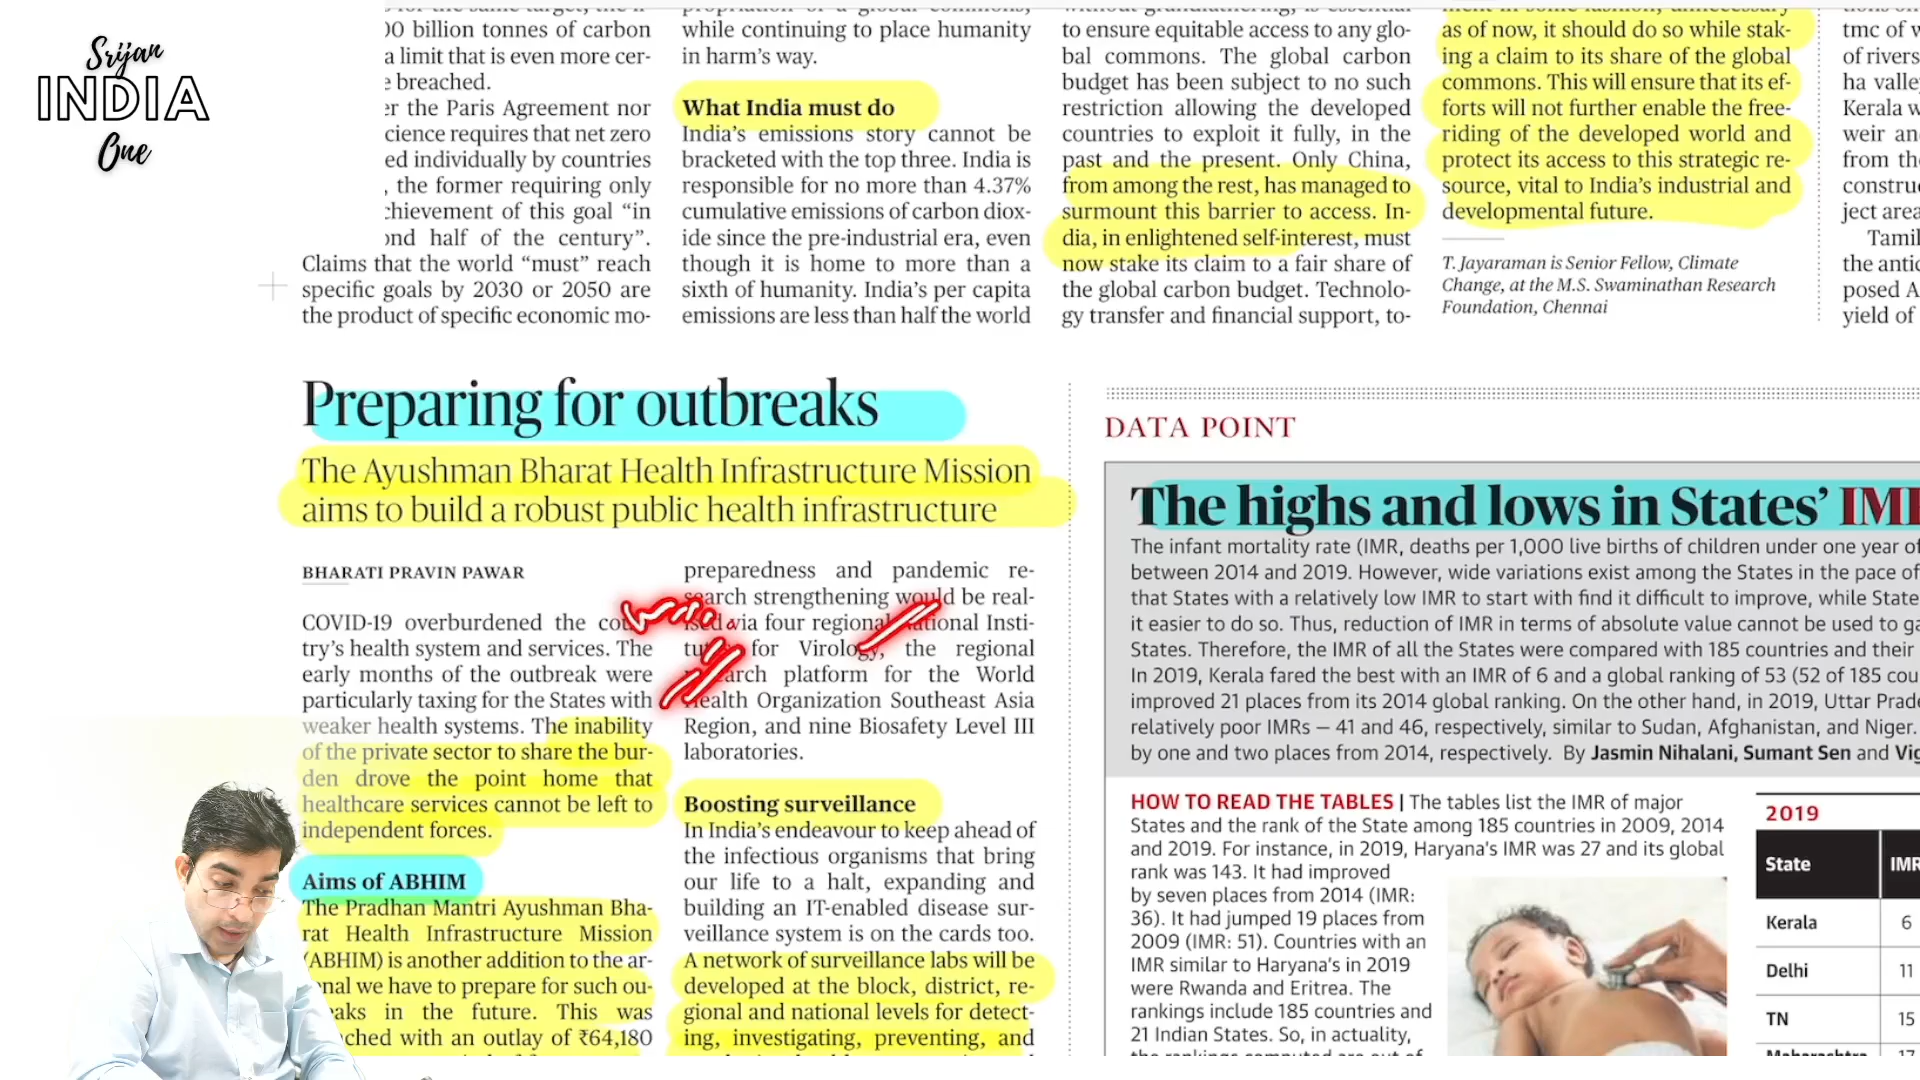 Srijan
INDIA
One
00 billion tonnes of carbon
a limit that is even more cer-
e breached.
er the Paris Agreement nor
cience requires that net zero
ed individually by countries
, the former requiring only
chievement of this goal “in
ond half of the century”.
Claims that the world “must” reach
specific goals by 2030 or 2050 are
the product of specific economic mo-
while continuing to place humanity
in harm’s way.
What India must do
India’s emissions story cannot be
bracketed with the top three. India is
responsible for no more than 4.37%
cumulative emissions of carbon diox-
ide since the pre-industrial era, even
though it is home to more than a
sixth of humanity. India’s per capita
emissions are less than half the world
to ensure equitable access to any glo-
bal commons. The global carbon
budget has been subject to no such
restriction allowing the developed
countries to exploit it fully, in the
past and the present. Only China,
from among the rest, has managed to
surmount this barrier to access. In-
dia, in enlightened self-interest, must
now stake its claim to a fair share of
the global carbon budget. Technolo-
gy transfer and financial support, to-
as of now, it should do so while stak-
ing a claim to its share of the global
commons. This will ensure that its ef-
forts will not further enable the free-
riding of the developed world and
protect its access to this strategic re-
source, vital to India’s industrial and
developmental future.
T. Jayaraman is Senior Fellow, Climate
Change, at the M.S. Swaminathan Research
Foundation, Chennai
tmc of w
of rivers
ha valley
Kerala w
weir and
from the
constru
ject area
Tamil
the antic
posed A
yield of
Preparing for outbreaks
The Ayushman Bharat Health Infrastructure Mission
aims to build a robust public health infrastructure
BHARATI PRAVIN PAWAR
COVID-19 overburdened the coun-
try’s health system and services. The
early months of the outbreak were
particularly taxing for the States with
weaker health systems. The inability
of the private sector to share the bur-
den drove the point home that
healthcare services cannot be left to
independent forces.
Aims of ABHIM
The Pradhan Mantri Ayushman Bha-
rat Health Infrastructure Mission
(ABHIM) is another addition to the ar-
nal we have to prepare for such ou-
aks in the future. This was
ched with an outlay of ₹64,180
preparedness and pandemic re-
search strengthening would be real-
ised via four regional National Insti-
tutes for Virology, the regional
research platform for the World
Health Organization Southeast Asia
Region, and nine Biosafety Level III
laboratories.
Boosting surveillance
In India’s endeavour to keep ahead of
the infectious organisms that bring
our life to a halt, expanding and
building an IT-enabled disease sur-
veillance system is on the cards too.
A network of surveillance labs will be
developed at the block, district, re-
gional and national levels for detect-
ing, investigating, preventing, and
DATA POINT
The highs and lows in States’ IMR
The infant mortality rate (IMR, deaths per 1,000 live births of children under one year of
between 2014 and 2019. However, wide variations exist among the States in the pace of
that States with a relatively low IMR to start with find it difficult to improve, while State
it easier to do so. Thus, reduction of IMR in terms of absolute value cannot be used to ga
States. Therefore, the IMR of all the States were compared with 185 countries and their
In 2019, Kerala fared the best with an IMR of 6 and a global ranking of 53 (52 of 185 cou
improved 21 places from its 2014 global ranking. On the other hand, in 2019, Uttar Prade
relatively poor IMRs — 41 and 46, respectively, similar to Sudan, Afghanistan, and Niger.
by one and two places from 2014, respectively. By Jasmin Nihalani, Sumant Sen and Vig
HOW TO READ THE TABLES | The tables list the IMR of major
States and the rank of the State among 185 countries in 2009, 2014
and 2019. For instance, in 2019, Haryana's IMR was 27 and its global
rank was 143. It had improved
by seven places from 2014 (IMR:
36). It had jumped 19 places from
2009 (IMR: 51). Countries with an
IMR similar to Haryana's in 2019
were Rwanda and Eritrea. The
rankings include 185 countries and
21 Indian States. So, in actuality,
2019
State IMR
Kerala 6
Delhi 11
TN 15
Maharashtra 17